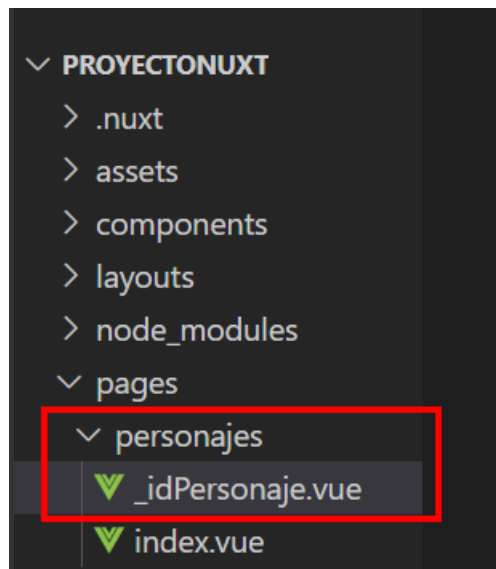 PROYECTONUXT
.nuxt
assets
components
layouts
node_modules
pages
personajes
_idPersonaje.vue
index.vue